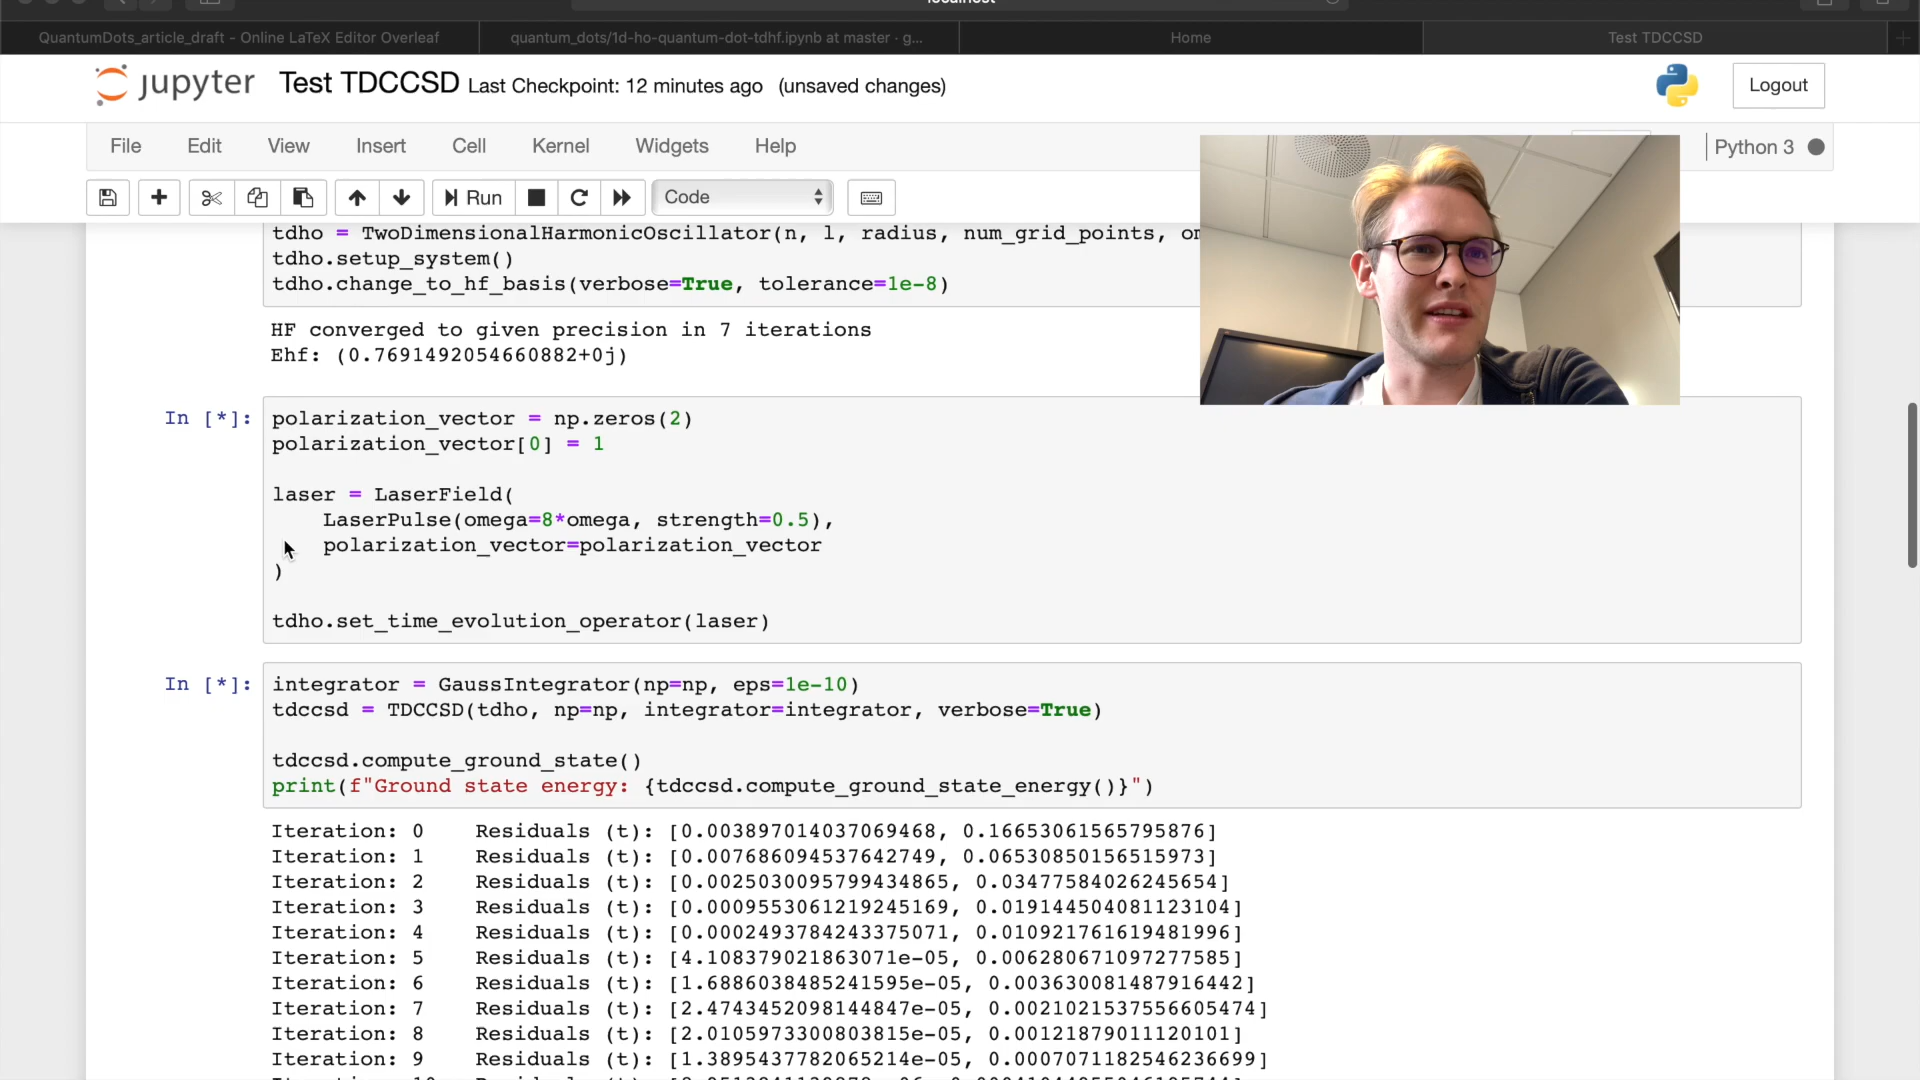 localhost
QuantumDots_article_draft - Online LaTeX Editor Overleaf
quantum_dots/1d-ho-quantum-dot-tdhf.ipynb at master · g...
Home
Test TDCCSD
jupyter Test TDCCSD Last Checkpoint: 12 minutes ago (unsaved changes)
Logout
File Edit View Insert Cell Kernel Widgets Help
Python 3
Run
Code
tdho = TwoDimensionalHarmonicOscillator(n, l, radius, num_grid_points, om
tdho.setup_system()
tdho.change_to_hf_basis(verbose=True, tolerance=1e-8)
HF converged to given precision in 7 iterations
Ehf: (0.7691492054660882+0j)
In [*]:
polarization_vector = np.zeros(2)
polarization_vector[0] = 1
laser = LaserField(
LaserPulse(omega=8*omega, strength=0.5),
polarization_vector=polarization_vector
)
tdho.set_time_evolution_operator(laser)
In [*]:
integrator = GaussIntegrator(np=np, eps=1e-10)
tdccsd = TDCCSD(tdho, np=np, integrator=integrator, verbose=True)
tdccsd.compute_ground_state()
print(f"Ground state energy: {tdccsd.compute_ground_state_energy()}")
Iteration: 0 Residuals (t): [0.003897014037069468, 0.16653061565795876]
Iteration: 1 Residuals (t): [0.007686094537642749, 0.06530850156515973]
Iteration: 2 Residuals (t): [0.002503009579943​4865, 0.03477584026245654]
Iteration: 3 Residuals (t): [0.0009553061219245169, 0.019144504081123104]
Iteration: 4 Residuals (t): [0.0002493784243375071, 0.010921761619481996]
Iteration: 5 Residuals (t): [4.108379021863071e-05, 0.006280671097277585]
Iteration: 6 Residuals (t): [1.6886038485241595e-05, 0.003630081487916442]
Iteration: 7 Residuals (t): [2.4743452098144847e-05, 0.0021021537556605474]
Iteration: 8 Residuals (t): [2.0105973300803815e-05, 0.00121879011120101]
Iteration: 9 Residuals (t): [1.3895437782065214e-05, 0.0007071182546236699]